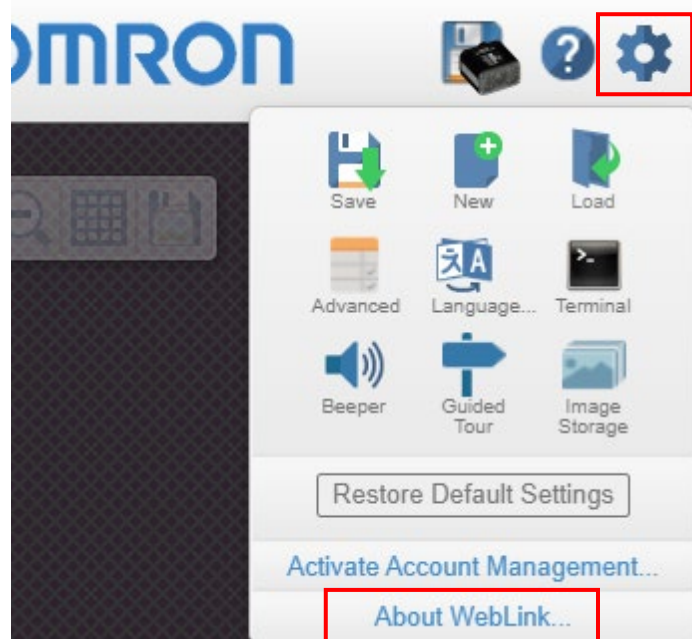 OMRON
?
Save New Load
Advanced Language... Terminal
Beeper Guided Tour Image Storage
Restore Default Settings
Activate Account Management...
About WebLink...